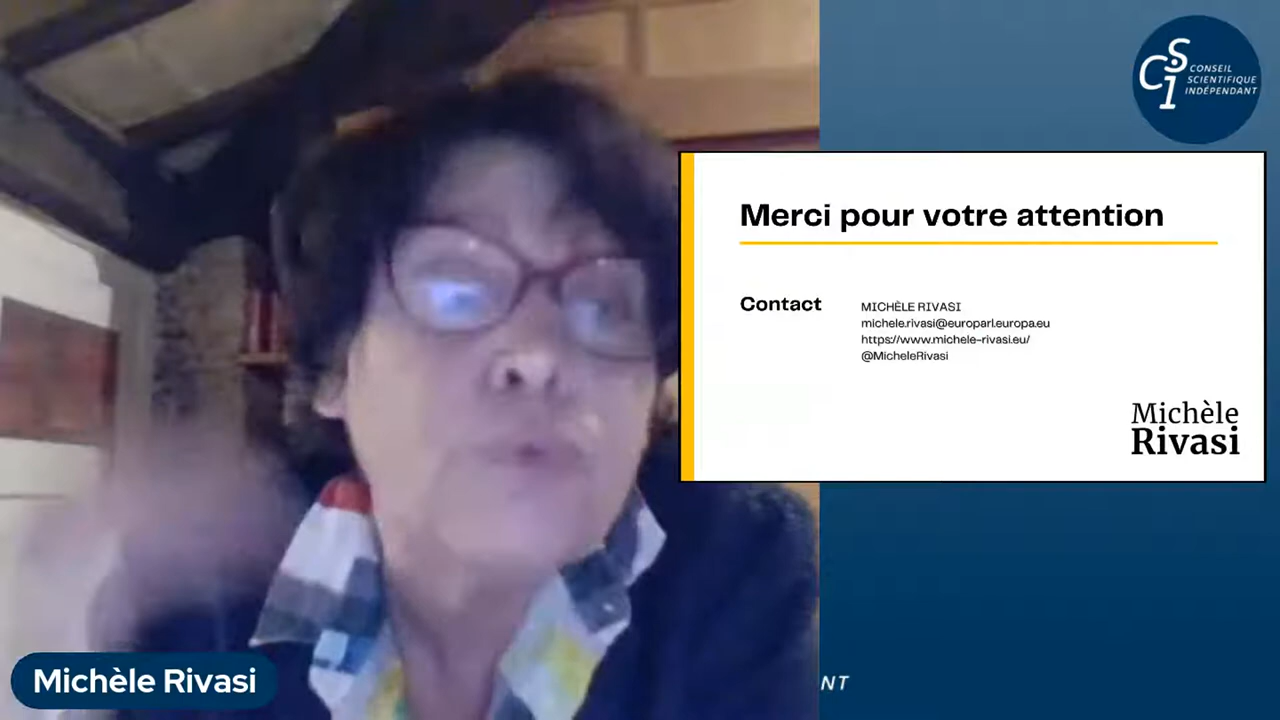 CSI CONSEIL
SCIENTIFIQUE
INDÉPENDANT
Merci pour votre attention
Contact
MICHÈLE RIVASI
michele.rivasi@europarl.europa.eu
https://www.michele-rivasi.eu/
@MicheleRivasi
Michèle
Rivasi
Michèle Rivasi
NT